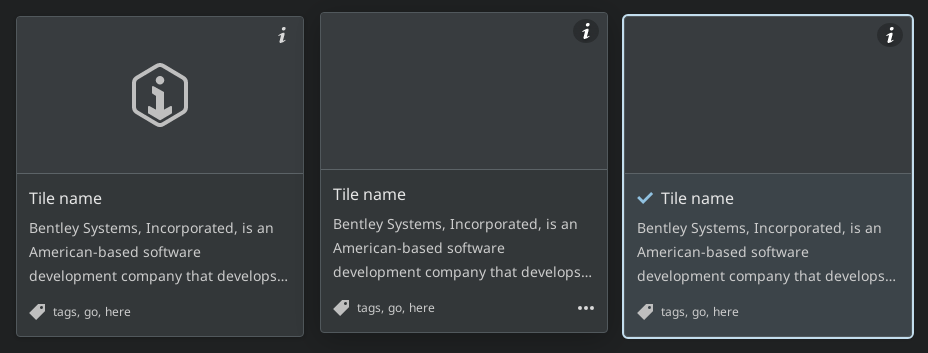 Tile name
Bentley Systems, Incorporated, is an
American-based software
development company that develops...
tags, go, here
Tile name
Bentley Systems, Incorporated, is an
American-based software
development company that develops...
tags, go, here
Tile name
Bentley Systems, Incorporated, is an
American-based software
development company that develops...
tags, go, here